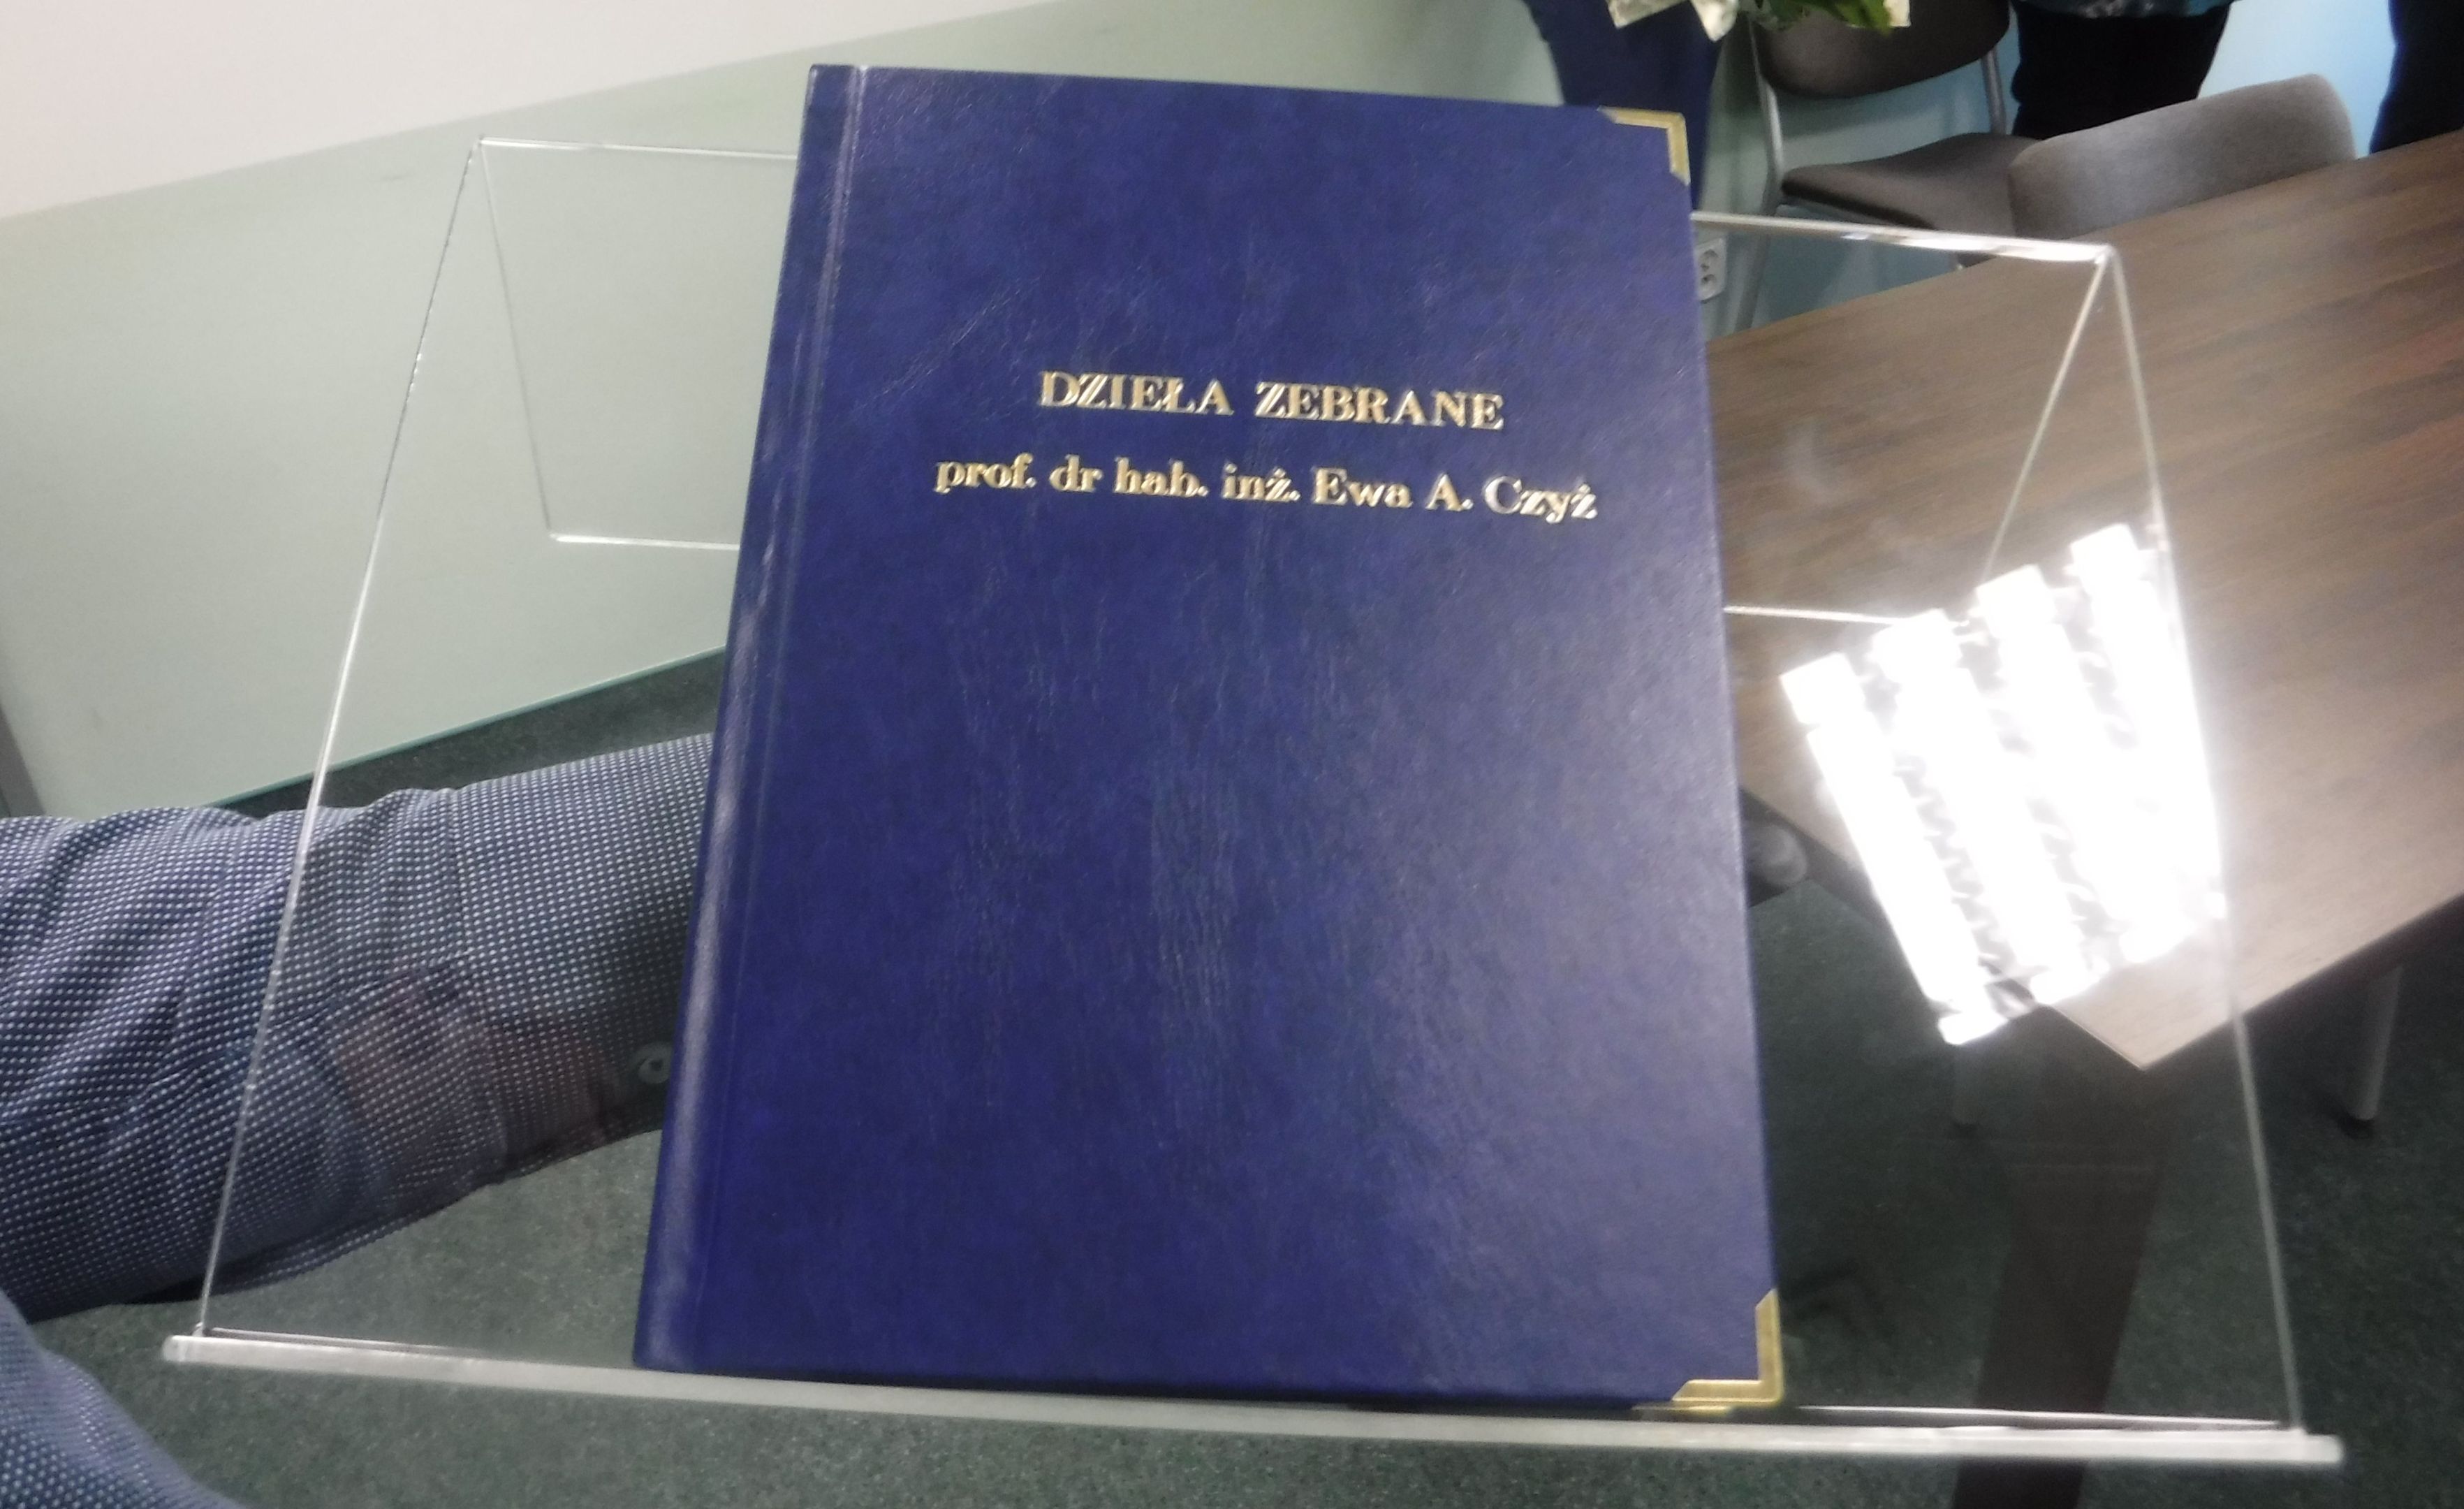 DZIEŁA ZEBRANE
prof. dr hab. inż. Ewa A. Czyż